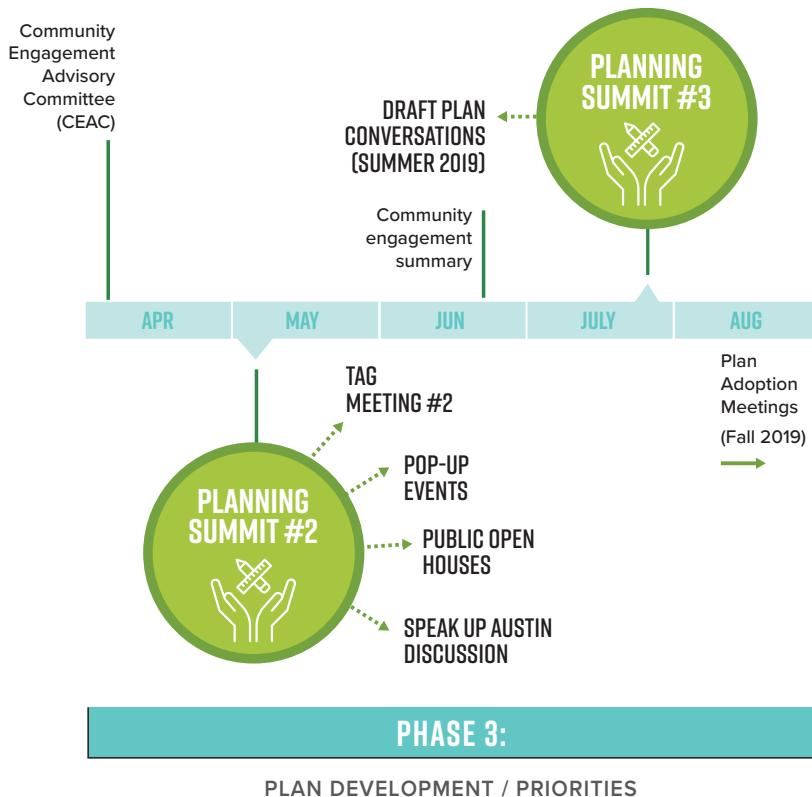 Community
Engagement
Advisory
Committee
(CEAC)
PLANNING
SUMMIT #3
DRAFT PLAN
CONVERSATIONS
(SUMMER 2019)
Community
engagement
summary
APR
MAY
JUN
JULY
AUG
Plan
Adoption
Meetings
(Fall 2019)
TAG
MEETING #2
POP-UP
EVENTS
PLANNING
SUMMIT #2
PUBLIC OPEN
HOUSES
SPEAK UP AUSTIN
DISCUSSION
PHASE 3:
PLAN DEVELOPMENT / PRIORITIES